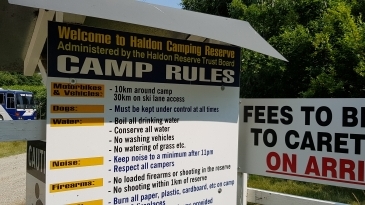 Welcome to Haldon Camping Reserve
Administered by the Haldon Reserve Trust Board
CAMP RULES
Motorbikes & Vehicles: - 10km around camp
30km on ski lane access
Dogs: - Must be kept under control at all times
Water: - Boil all drinking water
- Conserve all water
- No washing vehicles
- No watering of grass etc.
Noise: - Keep noise to a minimum after 11pm
- Respect all campers
Firearms: - No loaded firearms or shooting in the reserve
- No shooting within 1km of reserve
- Burn all paper, plastic, cardboard, etc on camp
provided
FEES TO B
TO CARET
ON ARRI